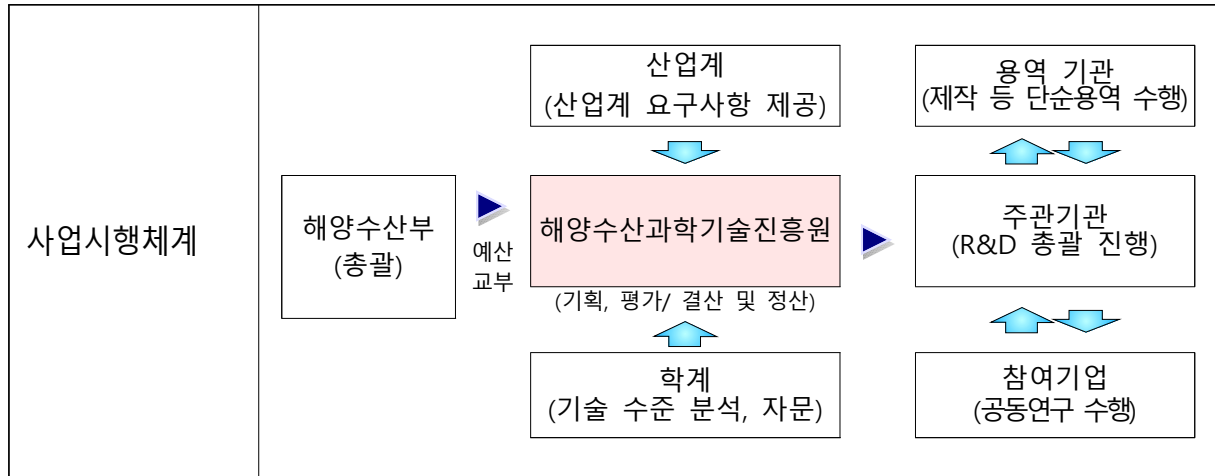 사업시행체계
해양수산부
(총괄)
예산
교부
산업계
(산업계 요구사항 제공)
해양수산과학기술진흥원
(기획, 평가/ 결산 및 정산)
학계
(기술 수준 분석, 자문)
용역 기관
(제작 등 단순용역 수행)
주관기관
(R&D 총괄 진행)
참여기업
(공동연구 수행)